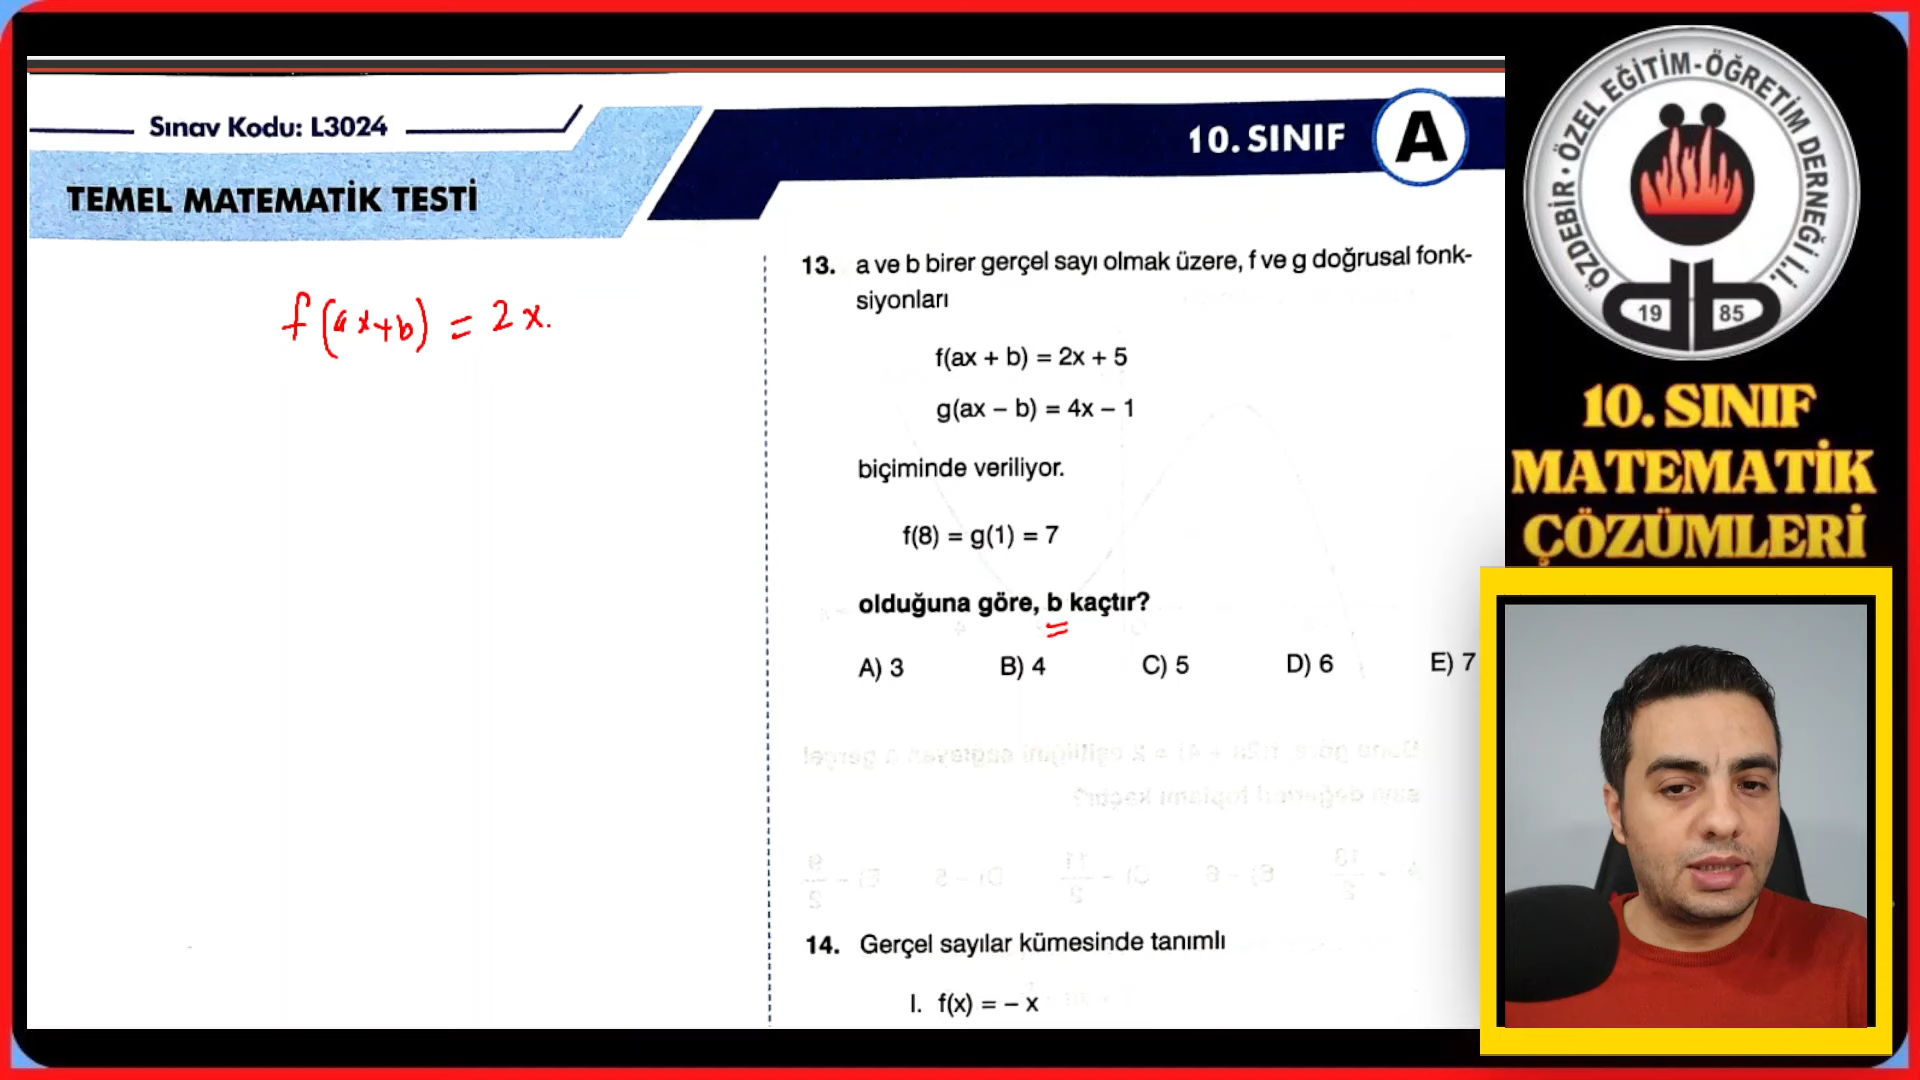 Sınav Kodu: L3024
10. SINIF
A
TEMEL MATEMATİK TESTİ
f(ax+b) = 2x.
13. a ve b birer gerçel sayı olmak üzere, f ve g doğrusal fonk-
siyonları
f(ax + b) = 2x + 5
g(ax – b) = 4x – 1
biçiminde veriliyor.
f(8) = g(1) = 7
olduğuna göre, b kaçtır?
A) 3 B) 4 C) 5 D) 6 E) 7
14. Gerçel sayılar kümesinde tanımlı
I. f(x) = – x
ÖZDEBİR • ÖZEL EĞİTİM-ÖĞRETİM DERNEĞİ İ.İ.
19 85
10. SINIF
MATEMATİK
ÇÖZÜMLERİ